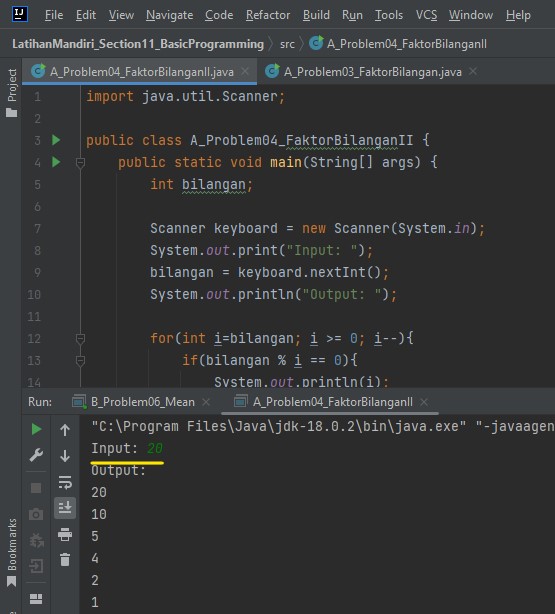 File Edit View Navigate Code Refactor Build Run Tools VCS Window Help
LatihanMandiri_Section11_BasicProgramming src A_Problem04_FaktorBilanganII
Project
A_Problem04_FaktorBilanganII.java A_Problem03_FaktorBilangan.java
1 import java.util.Scanner;
2
3 public class A_Problem04_FaktorBilanganII {
4 public static void main(String[] args) {
5 int bilangan;
6
7 Scanner keyboard = new Scanner(System.in);
8 System.out.print("Input: ");
9 bilangan = keyboard.nextInt();
10 System.out.println("Output: ");
11
12 for(int i=bilangan; i >= 0; i--){
13 if(bilangan % i == 0){
14 System.out.println(i);
Run: B_Problem06_Mean A_Problem04_FaktorBilanganII
"C:\Program Files\Java\jdk-18.0.2\bin\java.exe" "-javaagen
Input: 20
Output:
20
10
5
4
2
1
Bookmarks